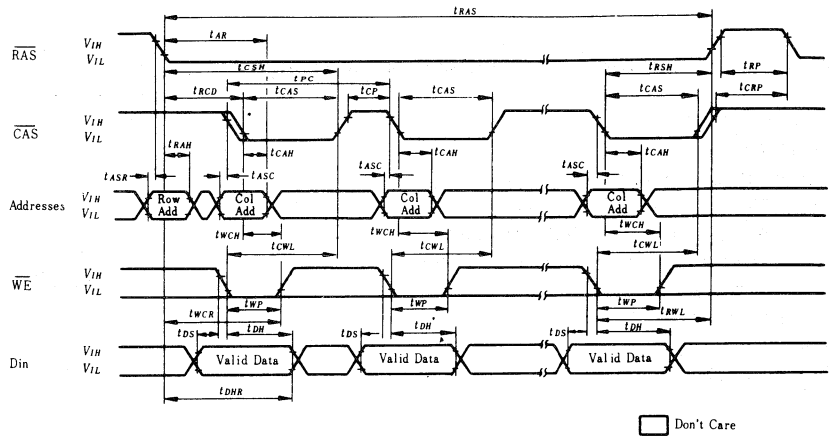 tRAS
tAR
RAS
VIH
VIL
tCSH
tPC
tRSH
tRP
tRCD
tCAS
tCP
tCAS
tCAS
tCRP
CAS
VIH
VIL
tRAH
tCAH
tCAH
tCAH
tASR
tASC
tASC
tASC
Addresses
VIH
VIL
Row Add
Col Add
Col Add
Col Add
tWCH
tWCH
tWCH
tCWL
tCWL
tCWL
WE
VIH
VIL
tWP
tWP
tWP
tWCR
tRWL
tDS
tDH
tDS
tDH
tDS
tDH
Din
VIH
VIL
Valid Data
Valid Data
Valid Data
tDHR
Don't Care